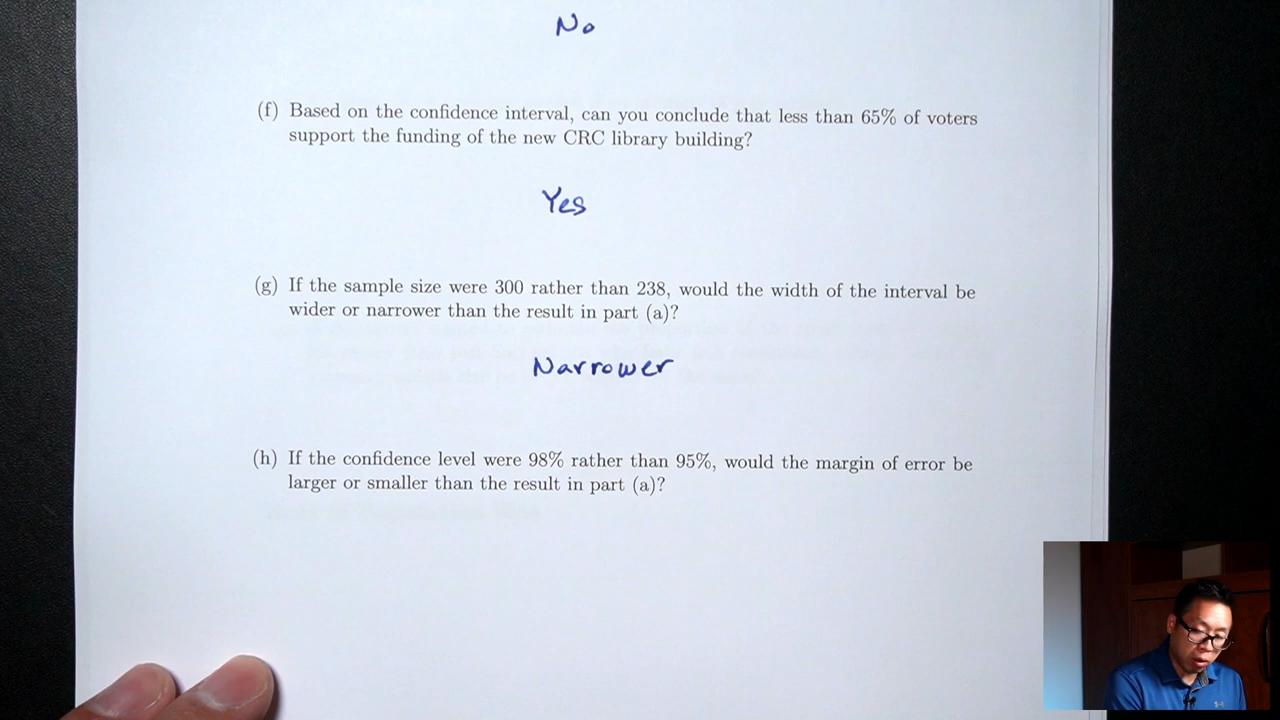 No
(f) Based on the confidence interval, can you conclude that less than 65% of voters
support the funding of the new CRC library building?
Yes
(g) If the sample size were 300 rather than 238, would the width of the interval be
wider or narrower than the result in part (a)?
Narrower
(h) If the confidence level were 98% rather than 95%, would the margin of error be
larger or smaller than the result in part (a)?